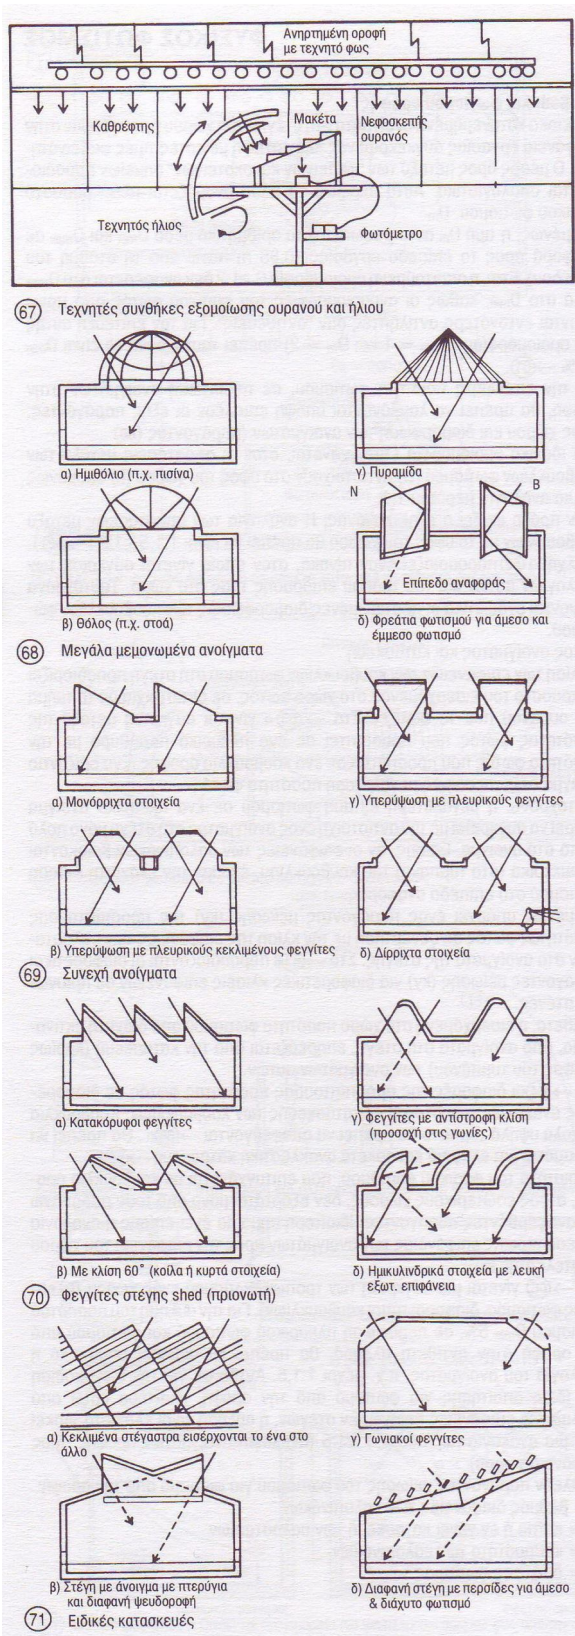 Ανηρτημένη οροφή
με τεχνητό φως
Καθρέφτης
Μακέτα
Νεφοσκεπής
ουρανός
Τεχνητός ήλιος
Φωτόμετρο
67 Τεχνητές συνθήκες εξομοίωσης ουρανού και ήλιου
α) Ημιθόλιο (π.χ. πισίνα)
γ) Πυραμίδα
Ν
Β
Επίπεδο αναφοράς
β) Θόλος (π.χ. στοά)
δ) Φρεάτια φωτισμού για άμεσο και
έμμεσο φωτισμό
68 Μεγάλα μεμονωμένα ανοίγματα
α) Μονόρριχτα στοιχεία
γ) Υπερύψωση με πλευρικούς φεγγίτες
β) Υπερύψωση με πλευρικούς κεκλιμένους φεγγίτες
δ) Δίρριχτα στοιχεία
69 Συνεχή ανοίγματα
α) Κατακόρυφοι φεγγίτες
γ) Φεγγίτες με αντίστροφη κλίση
(προσοχή στις γωνίες)
β) Με κλίση 60° (κοίλα ή κυρτά στοιχεία)
δ) Ημικυλινδρικά στοιχεία με λευκή
εξωτ. επιφάνεια
70 Φεγγίτες στέγης shed (πριονωτή)
α) Κεκλιμένα στέγαστρα εισέρχονται το ένα στο
άλλο
γ) Γωνιακοί φεγγίτες
β) Στέγη με άνοιγμα με πτερύγια
και διαφανή ψευδοροφή
δ) Διαφανή στέγη με περσίδες για άμεσο
& διάχυτο φωτισμό
71 Ειδικές κατασκευές